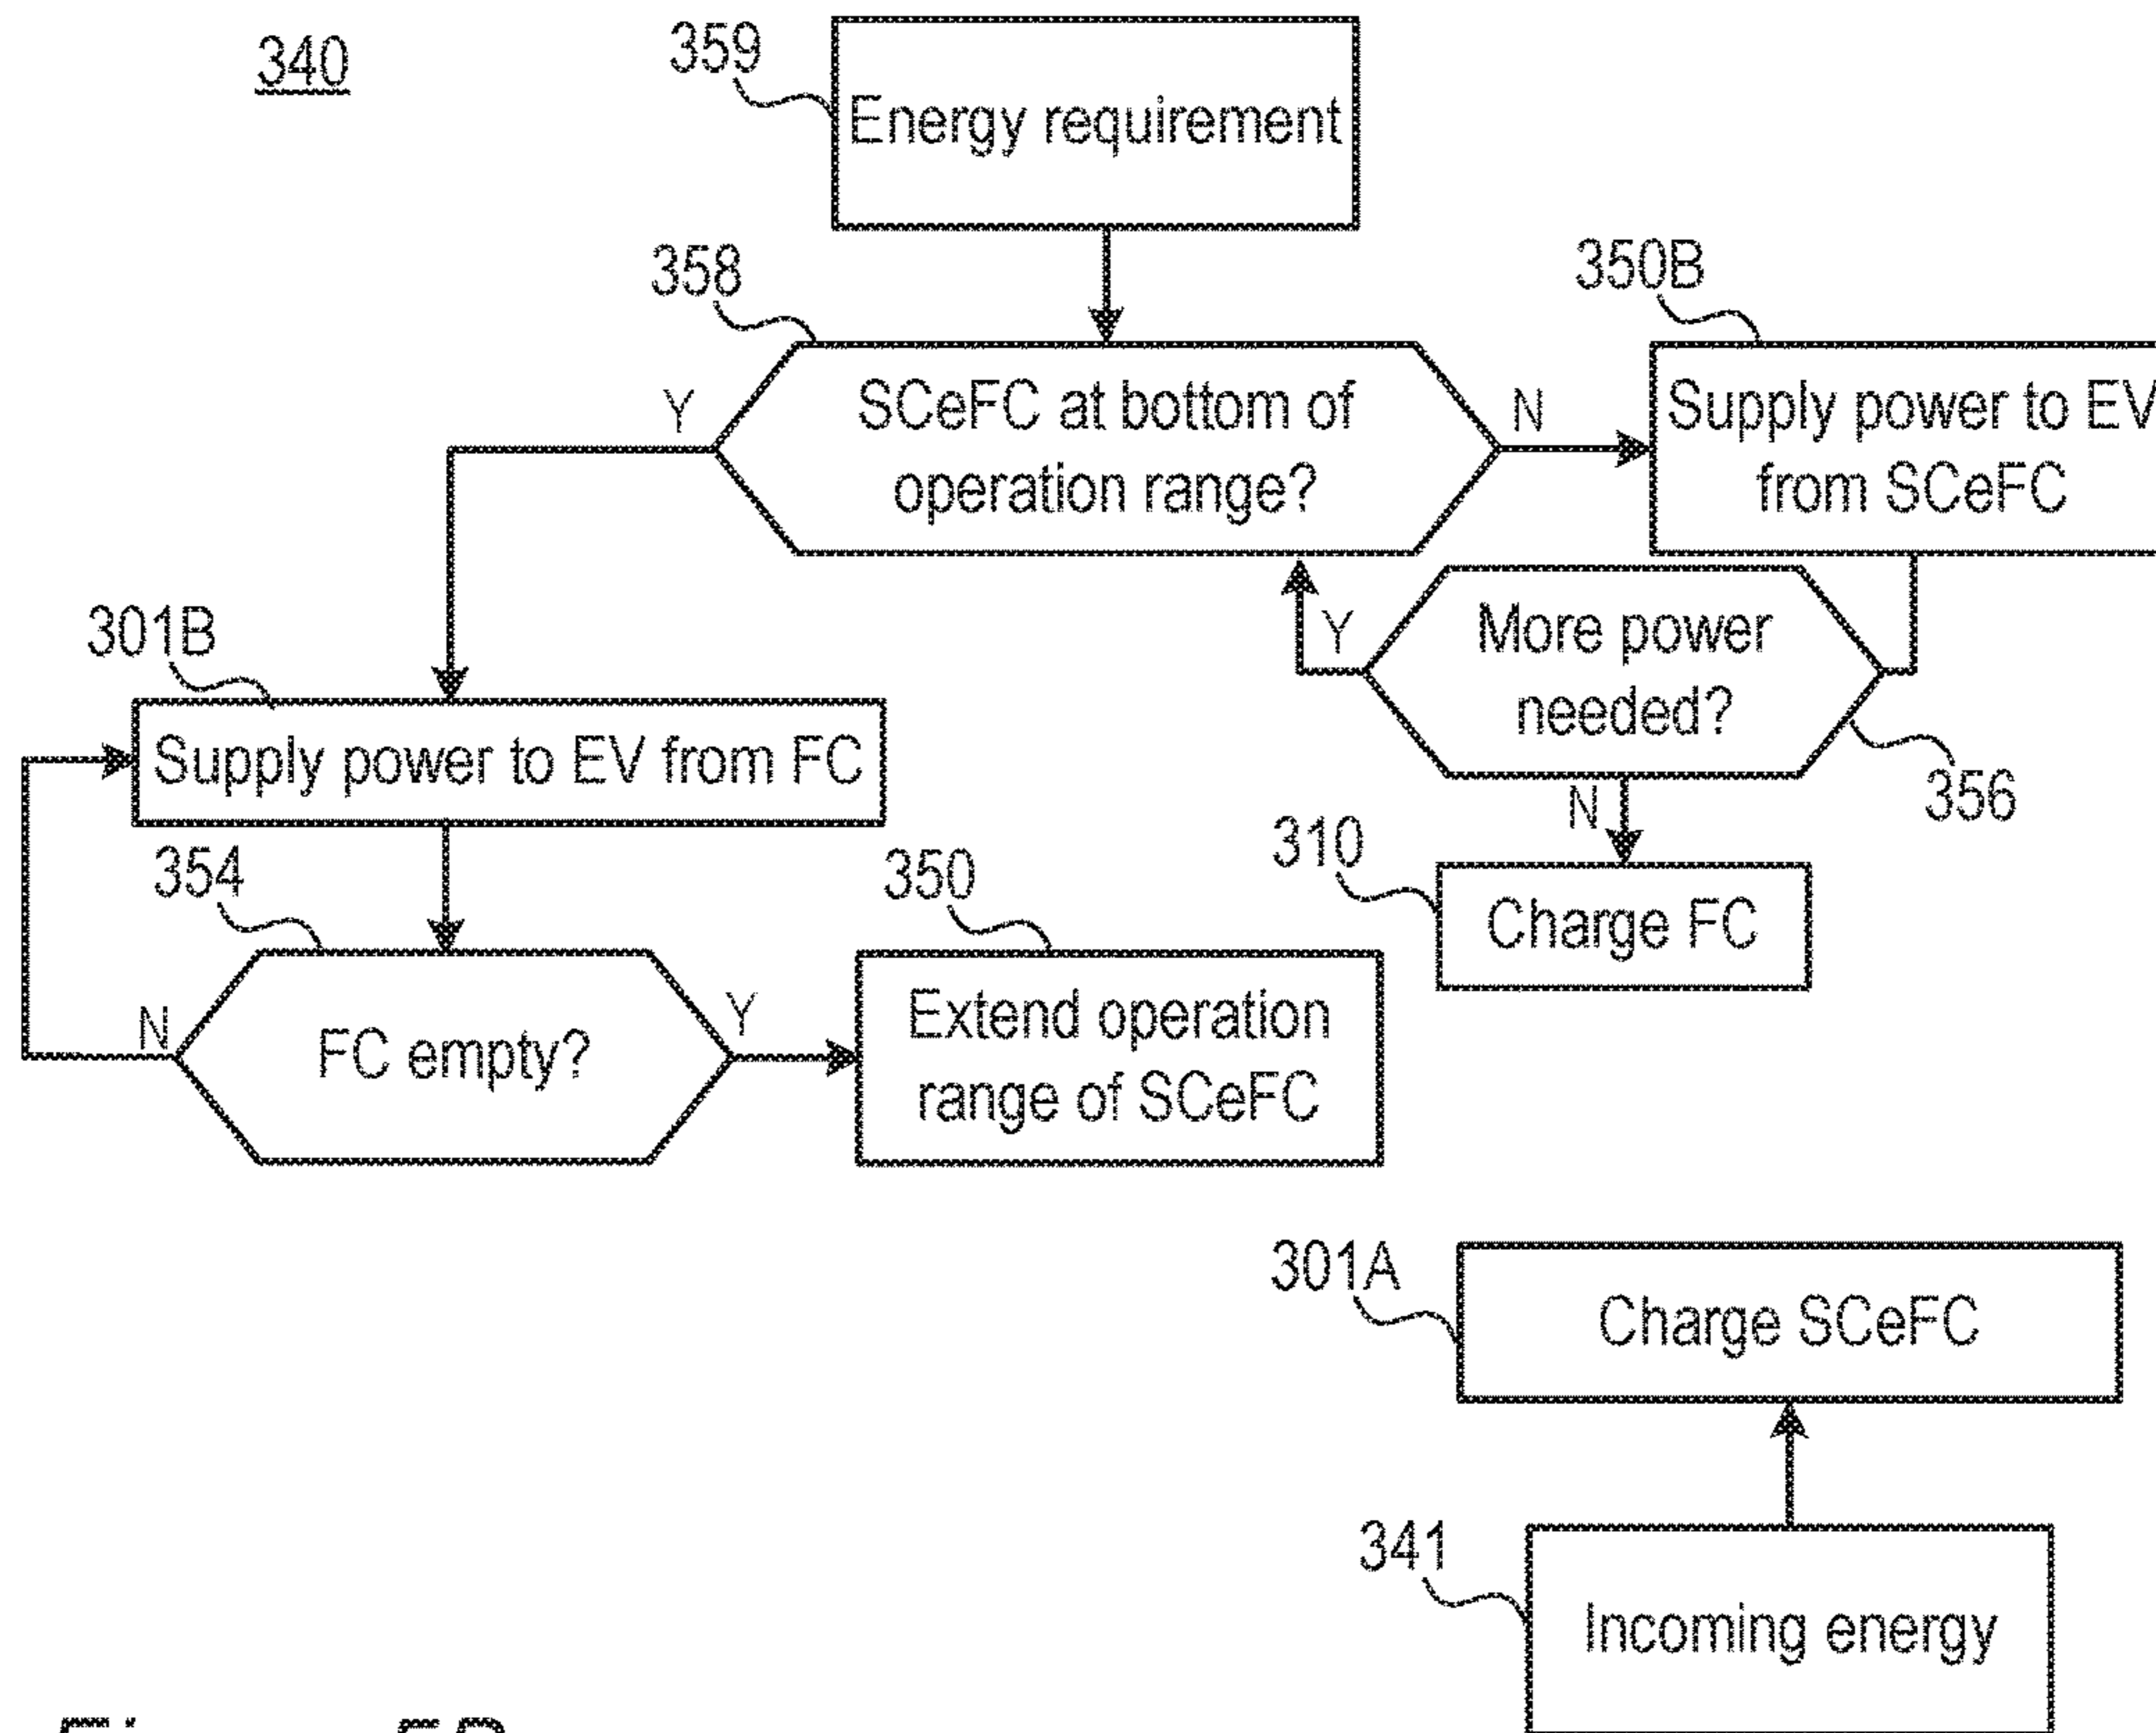 340
359
Energy requirement
358
350B
Y
SCeFC at bottom of
operation range?
N
Supply power to EV
from SCeFC
301B
Y
More power
needed?
356
Supply power to EV from FC
N
310
Charge FC
354
350
N
FC empty?
Y
Extend operation
range of SCeFC
301A
Charge SCeFC
341
Incoming energy